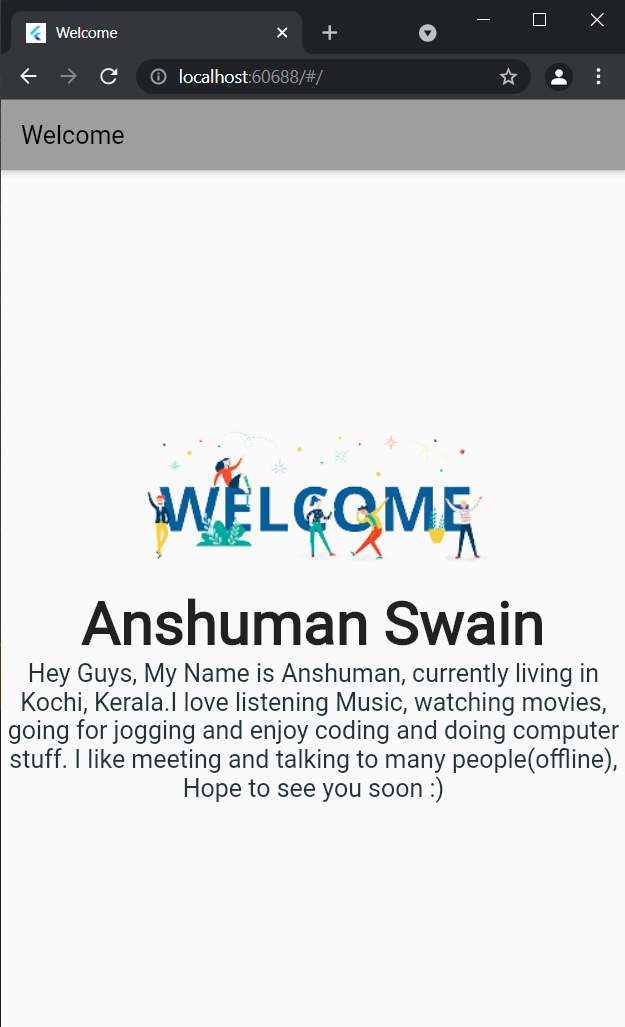 Welcome
localhost:60688/#/
Welcome
WELCOME
Anshuman Swain
Hey Guys, My Name is Anshuman, currently living in
Kochi, Kerala.I love listening Music, watching movies,
going for jogging and enjoy coding and doing computer
stuff. I like meeting and talking to many people(offline),
Hope to see you soon :)